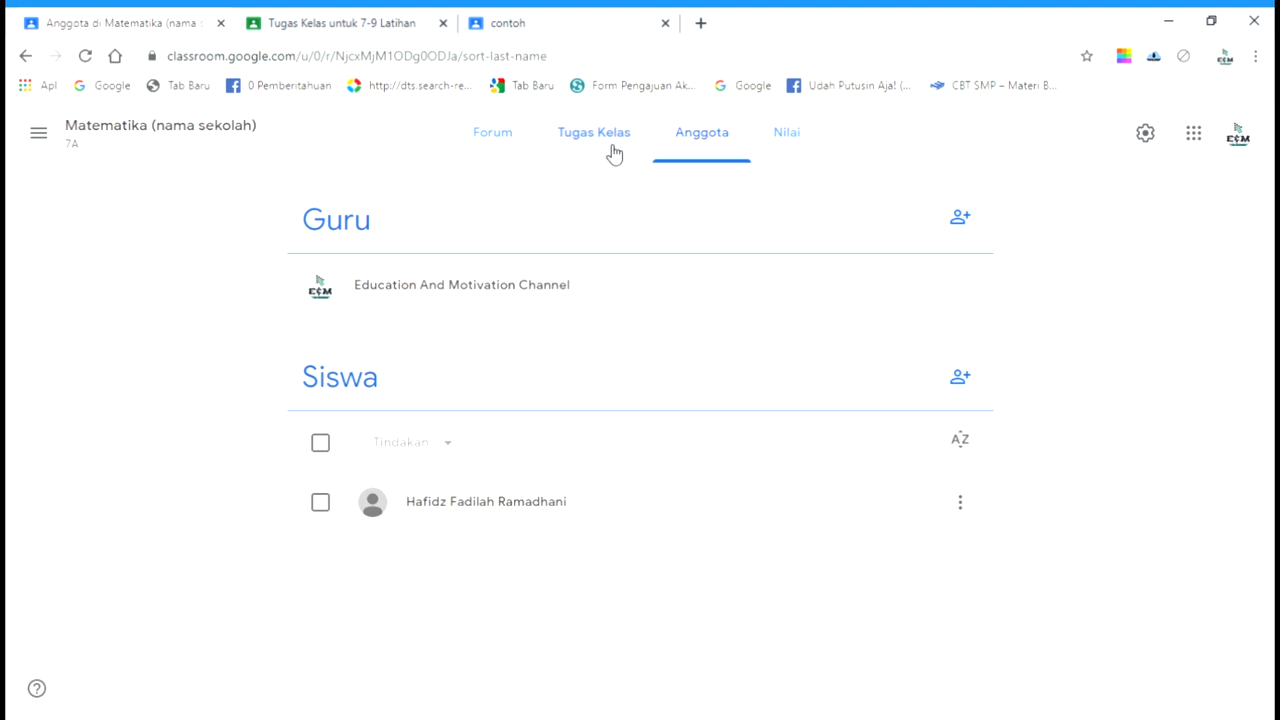 Anggota di Matematika (nama s
Tugas Kelas untuk 7-9 Latihan
contoh
classroom.google.com/u/0/r/NjcxMjM1ODg0ODJa/sort-last-name
Apl
Google
Tab Baru
0 Pemberitahuan
http://dts.search-re...
Tab Baru
Form Pengajuan Ak...
Google
Udah Putusin Aja! (...
CBT SMP – Materi B...
Matematika (nama sekolah)
7A
Forum
Tugas Kelas
Anggota
Nilai
Guru
Education And Motivation Channel
Siswa
Tindakan
AZ
Hafidz Fadilah Ramadhani